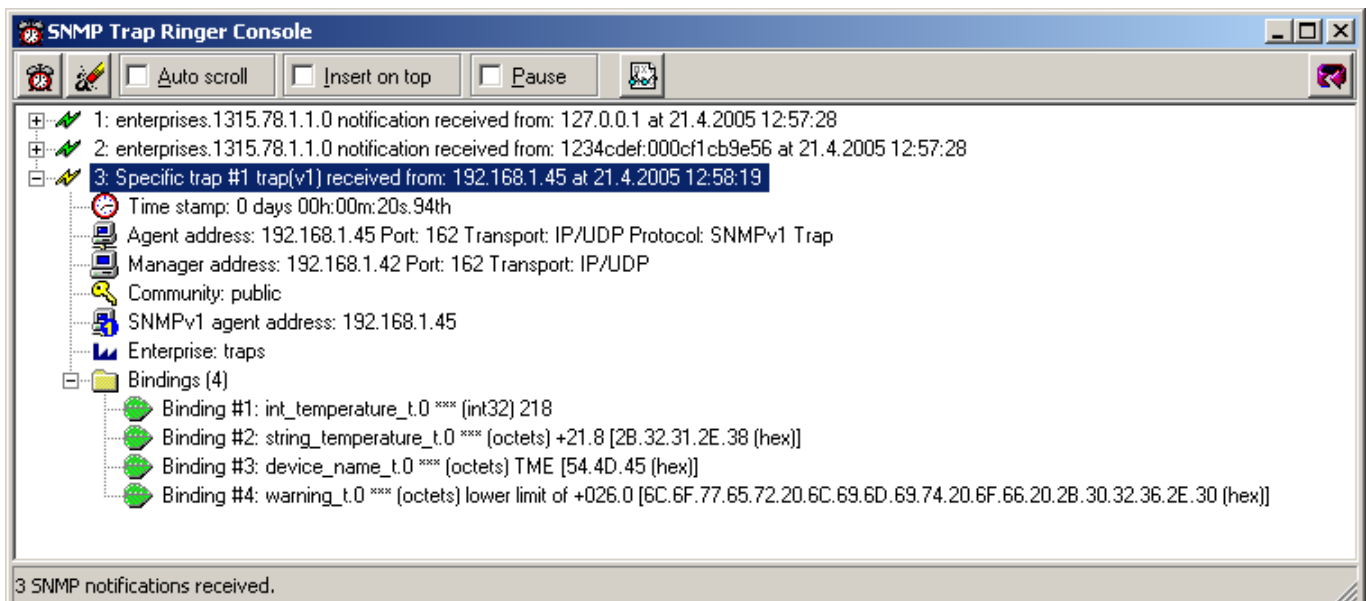 SNMP Trap Ringer Console
Auto scroll Insert on top Pause
1: enterprises.1315.78.1.1.0 notification received from: 127.0.0.1 at 21.4.2005 12:57:28
2: enterprises.1315.78.1.1.0 notification received from: 1234cdef:000cf1cb9e56 at 21.4.2005 12:57:28
3: Specific trap #1 trap(v1) received from: 192.168.1.45 at 21.4.2005 12:58:19
Time stamp: 0 days 00h:00m:20s.94th
Agent address: 192.168.1.45 Port: 162 Transport: IP/UDP Protocol: SNMPv1 Trap
Manager address: 192.168.1.42 Port: 162 Transport: IP/UDP
Community: public
SNMPv1 agent address: 192.168.1.45
Enterprise: traps
Bindings (4)
Binding #1: int_temperature_t.0 *** (int32) 218
Binding #2: string_temperature_t.0 *** (octets) +21.8 [2B.32.31.2E.38 (hex)]
Binding #3: device_name_t.0 *** (octets) TME [54.4D.45 (hex)]
Binding #4: warning_t.0 *** (octets) lower limit of +026.0 [6C.6F.77.65.72.20.6C.69.6D.69.74.20.6F.66.20.2B.30.32.36.2E.30 (hex)]
3 SNMP notifications received.